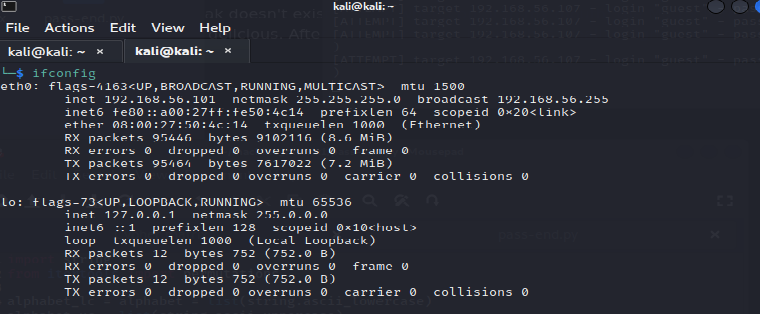 kali@kali: ~
File Actions Edit View Help
kali@kali: ~ × kali@kali: ~ ×
└─$ ifconfig
eth0: flags=4163<UP,BROADCAST,RUNNING,MULTICAST> mtu 1500
inet 192.168.56.101 netmask 255.255.255.0 broadcast 192.168.56.255
inet6 fe80::a00:27ff:fe50:4c14 prefixlen 64 scopeid 0×20<link>
ether 08:00:27:50:4c:14 txqueuelen 1000 (Ethernet)
RX packets 95446 bytes 9102116 (8.6 MiB)
RX errors 0 dropped 0 overruns 0 frame 0
TX packets 95464 bytes 7617022 (7.2 MiB)
TX errors 0 dropped 0 overruns 0 carrier 0 collisions 0
lo: flags=73<UP,LOOPBACK,RUNNING> mtu 65536
inet 127.0.0.1 netmask 255.0.0.0
inet6 ::1 prefixlen 128 scopeid 0×10<host>
loop txqueuelen 1000 (Local Loopback)
RX packets 12 bytes 752 (752.0 B)
RX errors 0 dropped 0 overruns 0 frame 0
TX packets 12 bytes 752 (752.0 B)
TX errors 0 dropped 0 overruns 0 carrier 0 collisions 0